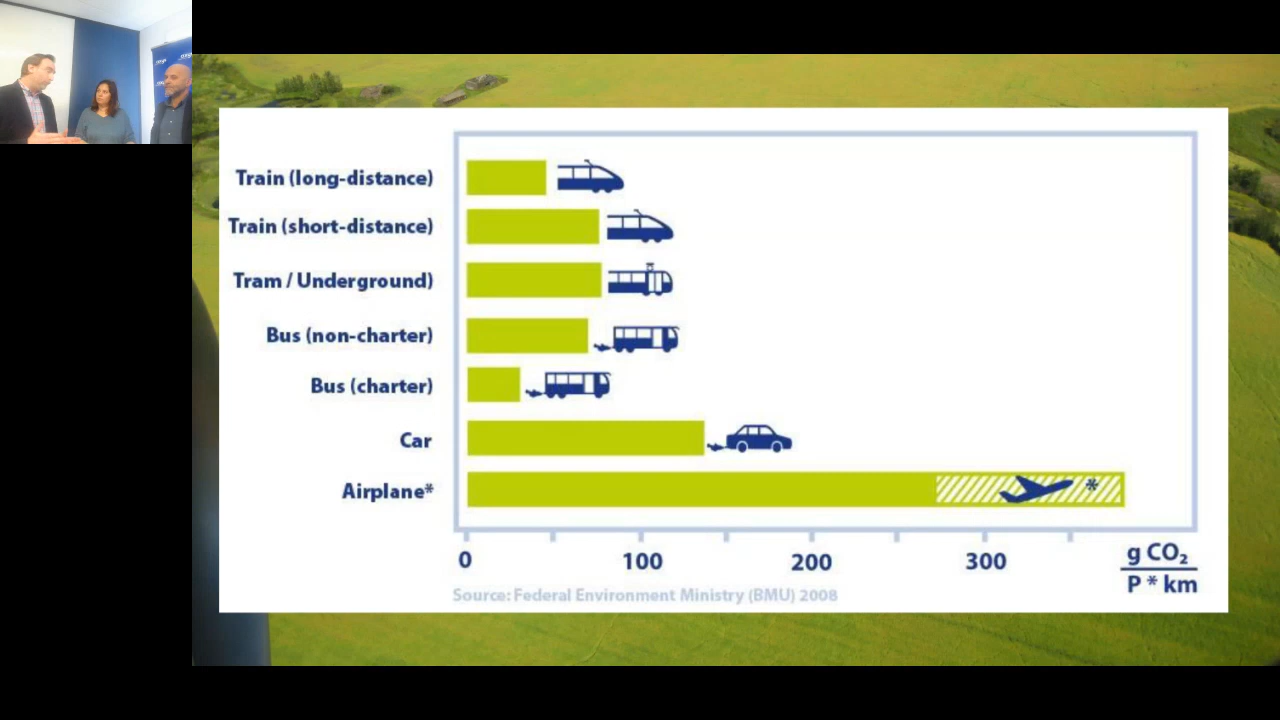 Train (long-distance)
Train (short-distance)
Tram / Underground)
Bus (non-charter)
Bus (charter)
Car
Airplane*
*
0 100 200 300
g CO₂
P * km
Source: Federal Environment Ministry (BMU) 2008